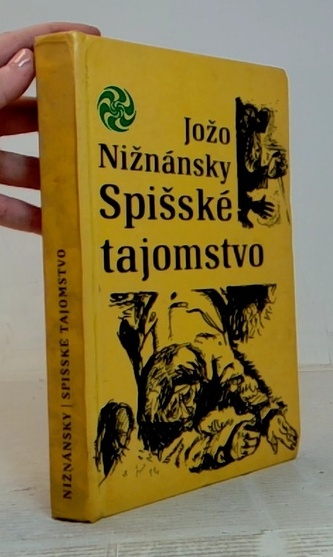 Jožo
Nižnánsky
Spišské
tajomstvo
NIŽNÁNSKY | SPIŠSKÉ TAJOMSTVO